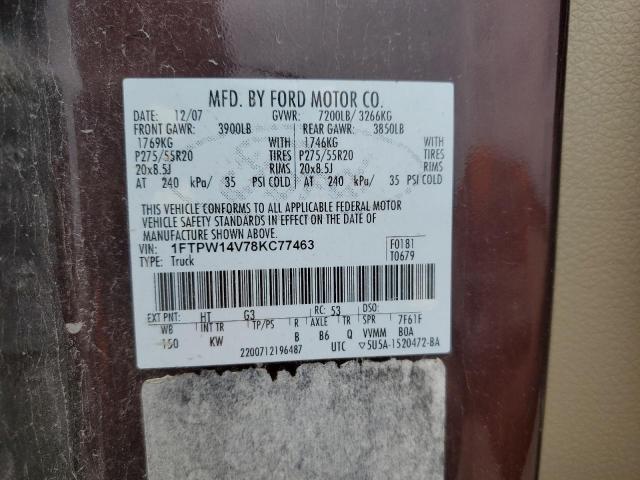 MFD. BY FORD MOTOR CO.
DATE: 12/07 GVWR: 7200LB/ 3266KG
FRONT GAWR: 3900LB REAR GAWR: 3850LB
1769KG WITH 1746KG WITH
P275/55R20 TIRES P275/55R20 TIRES
20x8.5J RIMS 20x8.5J RIMS
AT 240 kPa/ 35 PSI COLD AT 240 kPa/ 35 PSI COLD
THIS VEHICLE CONFORMS TO ALL APPLICABLE FEDERAL MOTOR
VEHICLE SAFETY STANDARDS IN EFFECT ON THE DATE OF
MANUFACTURE SHOWN ABOVE.
VIN: 1FTPW14V78KC77463 F0181
TYPE: Truck T0679
EXT PNT: HT G3 RC: 53 DSO:
WB INT TR TP/PS R AXLE TR SPR 7F61F
150 KW B B6 Q VVMM BOA
2200712196487 UTC ▽5U5A-1520472-BA